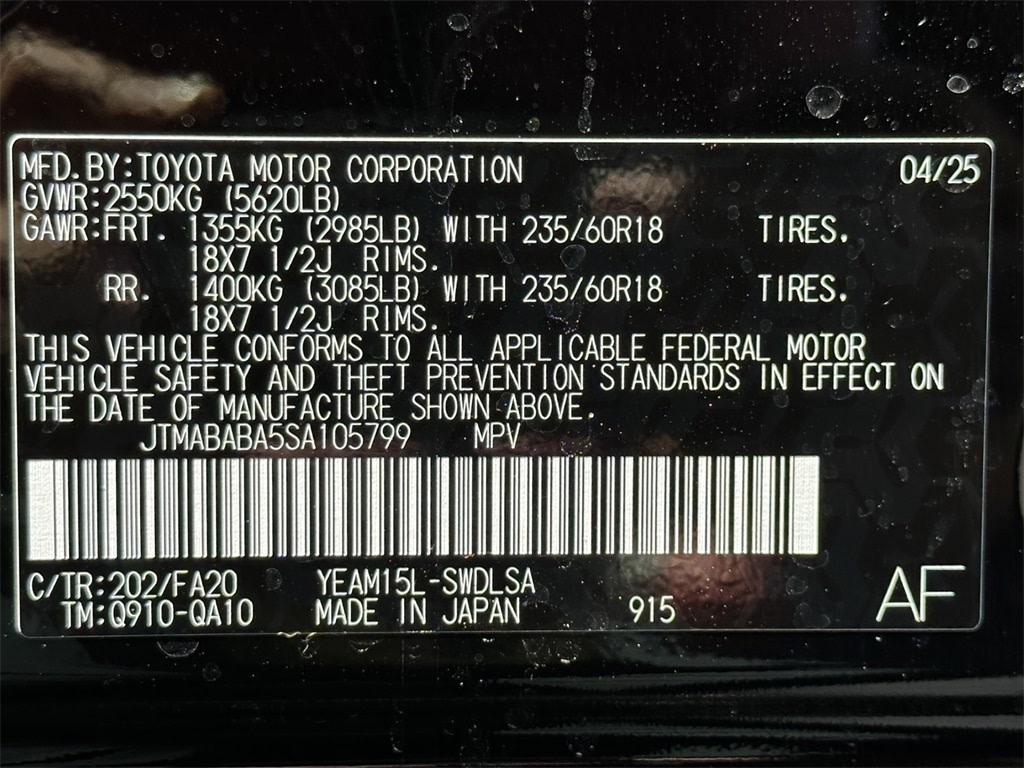 MFD.BY:TOYOTA MOTOR CORPORATION 04/25
GVWR:2550KG (5620LB)
GAWR:FRT. 1355KG (2985LB) WITH 235/60R18 TIRES.
18X7 1/2J RIMS.
RR. 1400KG (3085LB) WITH 235/60R18 TIRES.
18X7 1/2J RIMS.
THIS VEHICLE CONFORMS TO ALL APPLICABLE FEDERAL MOTOR
VEHICLE SAFETY AND THEFT PREVENTION STANDARDS IN EFFECT ON
THE DATE OF MANUFACTURE SHOWN ABOVE.
JTMABABA5SA105799 MPV
C/TR:202/FA20 YEAM15L-SWDLSA
TM:Q910-QA10 MADE IN JAPAN 915 AF